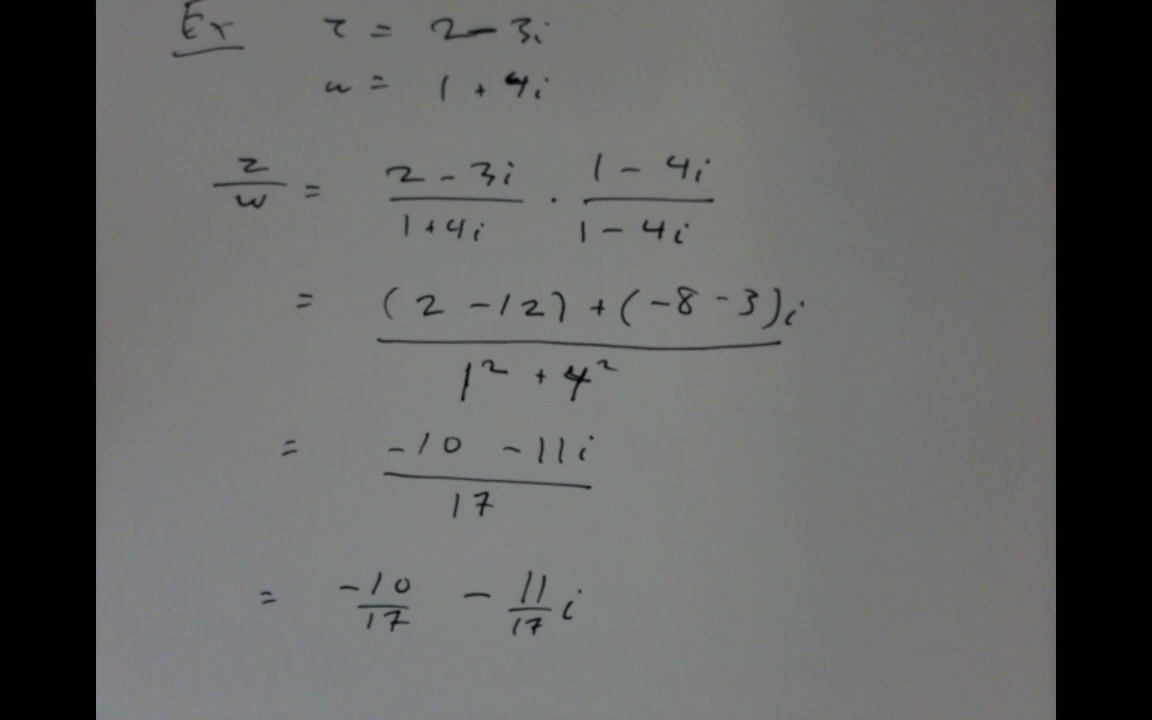 Ex z = 2 - 3i
w = 1 + 4i
z/w = (2 - 3i)/(1 + 4i) · (1 - 4i)/(1 - 4i)
= ((2 - 12) + (-8 - 3)i)/(1² + 4²)
= (-10 - 11i)/17
= -10/17 - 11/17 i